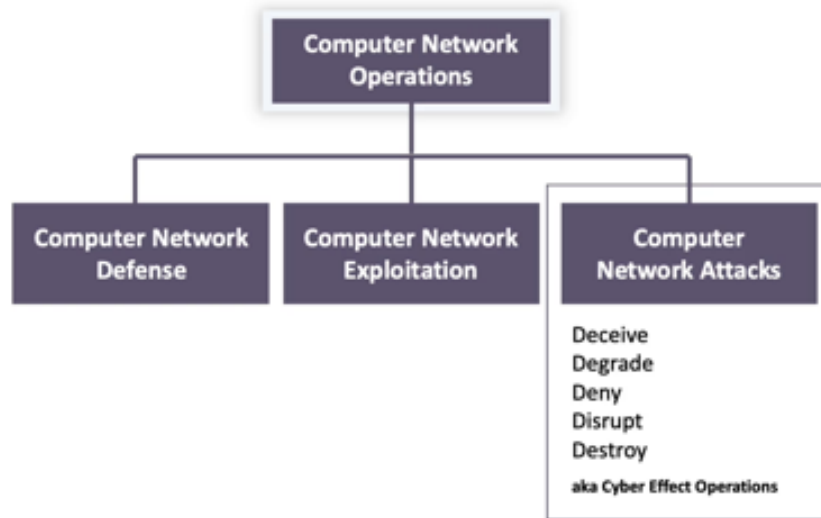 Computer Network
Operations
Computer Network
Defense
Computer Network
Exploitation
Computer
Network Attacks
Deceive
Degrade
Deny
Disrupt
Destroy
aka Cyber Effect Operations